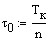 τ₀ := Tₖ / n